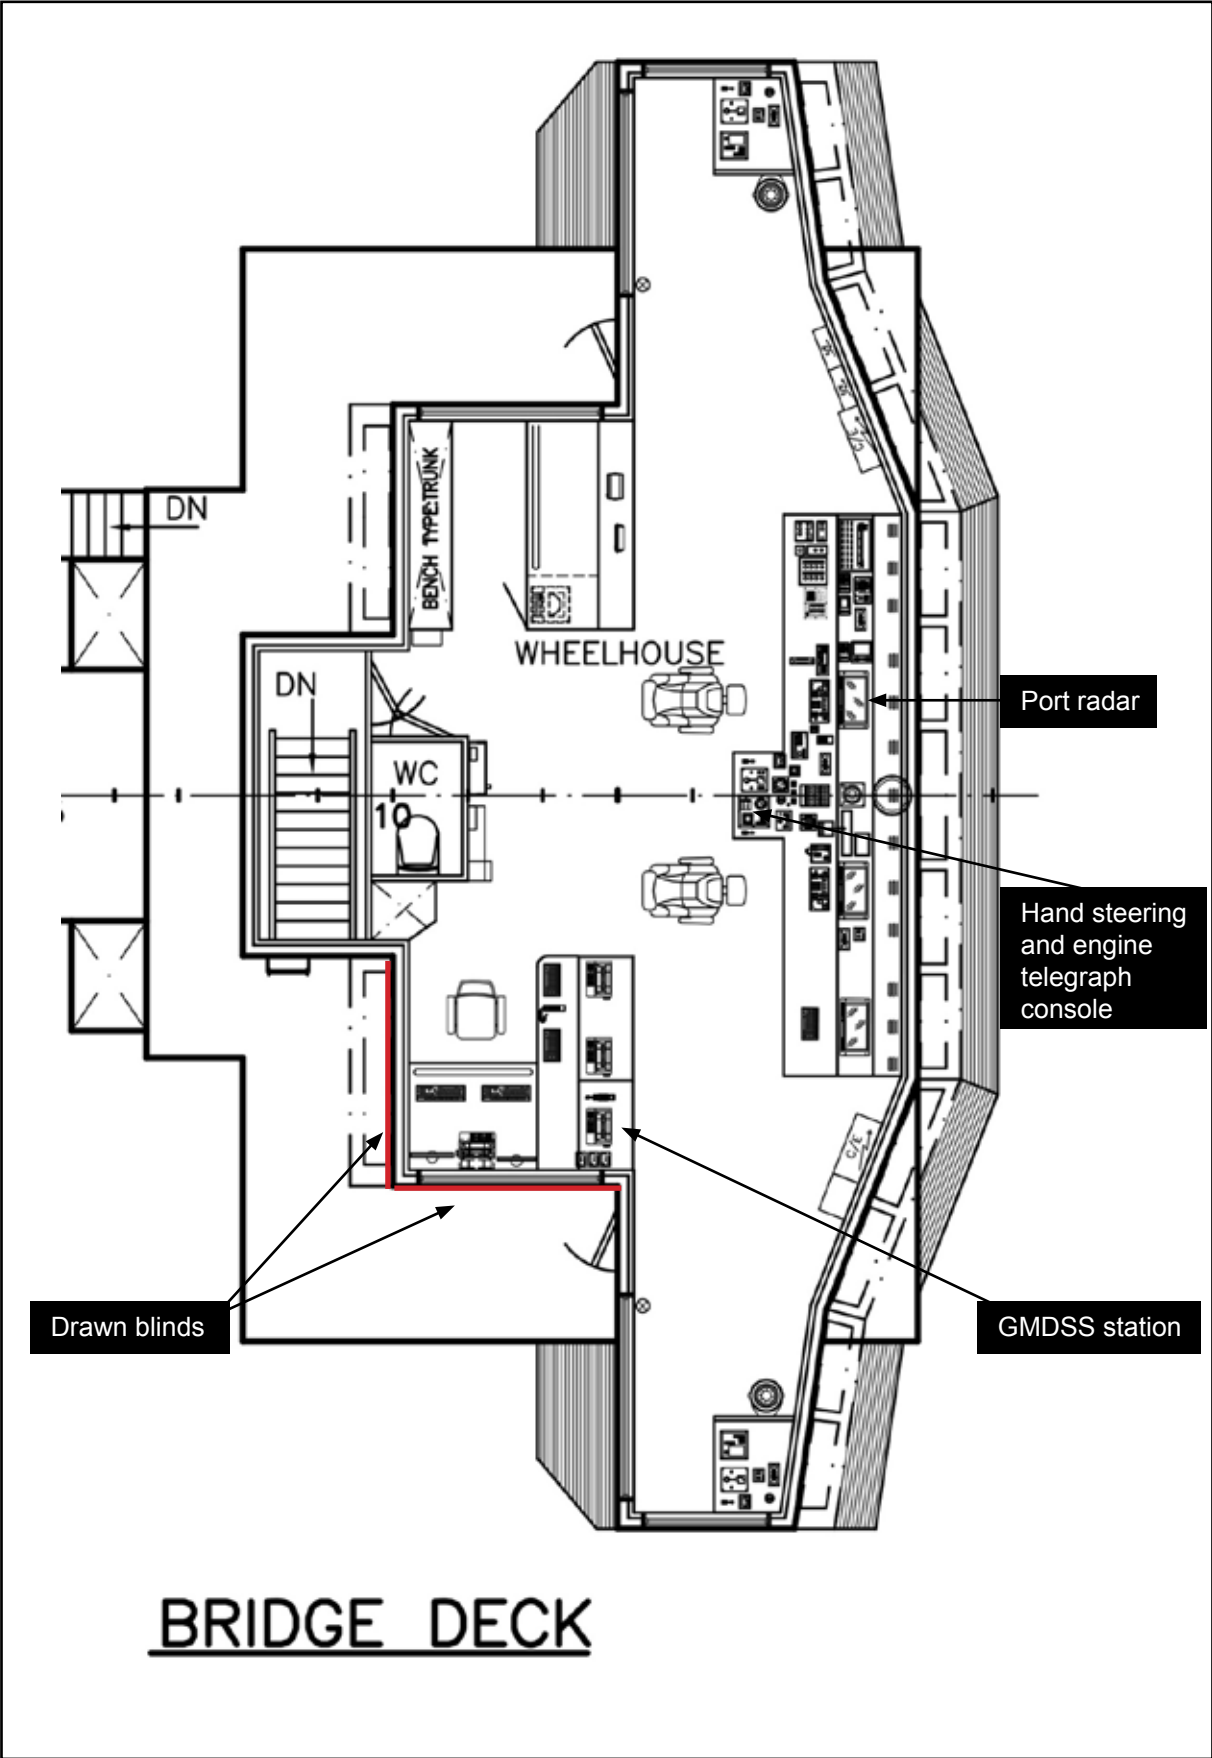 DN
BENCH TYPE:TRUNK
WHEELHOUSE
DN
Port radar
WC
10
Hand steering
and engine
telegraph
console
Drawn blinds
GMDSS station
BRIDGE DECK